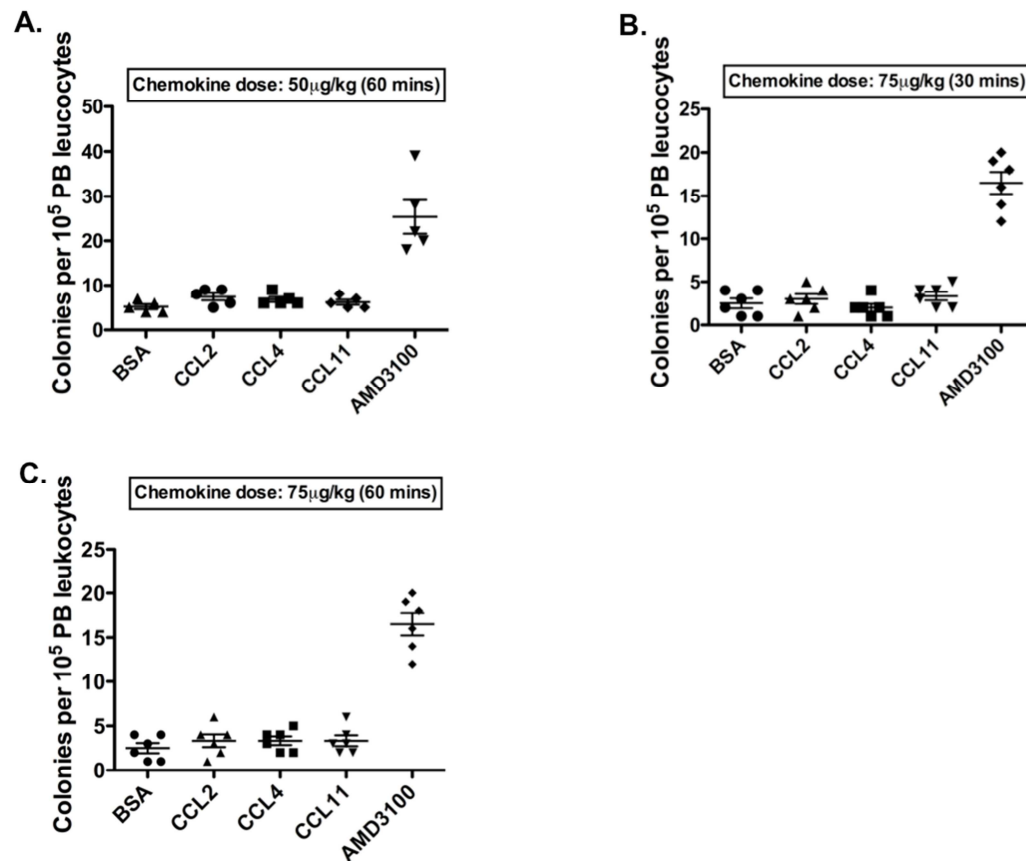 A.
Chemokine dose: 50μg/kg (60 mins)
Colonies per 10⁵ PB leucocytes
50
40
30
20
10
0
BSA
CCL2
CCL4
CCL11
AMD3100
B.
Chemokine dose: 75μg/kg (30 mins)
Colonies per 10⁵ PB leucocytes
25
20
15
10
5
0
BSA
CCL2
CCL4
CCL11
AMD3100
C.
Chemokine dose: 75μg/kg (60 mins)
Colonies per 10⁵ PB leukocytes
25
20
15
10
5
0
BSA
CCL2
CCL4
CCL11
AMD3100